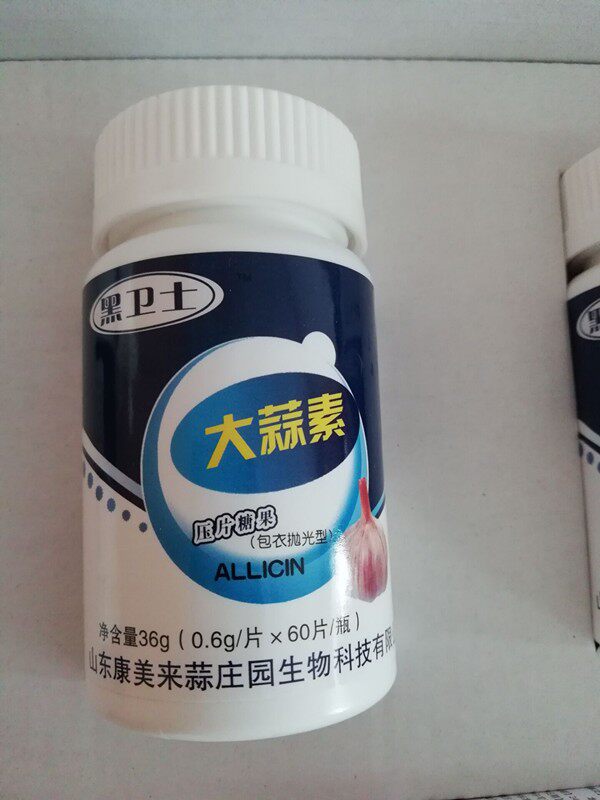 黑卫士
TM
大蒜素
压片糖果
（包衣抛光型）
ALLICIN
净含量36g（0.6g/片×60片/瓶）
山东康美来蒜庄园生物科技有限
黑